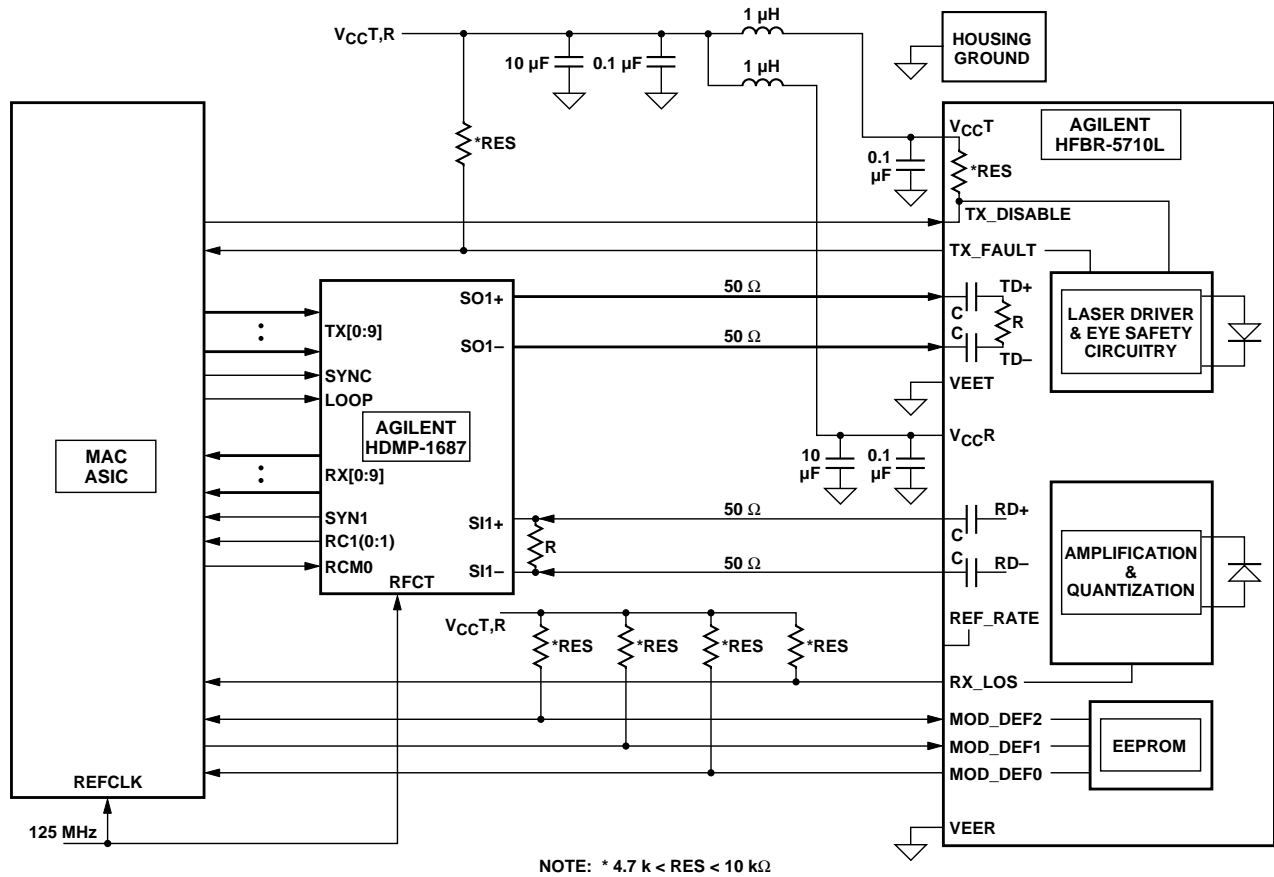 1 µH
VCCT,R
10 µF
0.1 µF
1 µH
HOUSING
GROUND
*RES
VCCT
AGILENT
HFBR-5710L
0.1
µF
*RES
TX_DISABLE
TX_FAULT
SO1+
50 Ω
TD+
C
R
LASER DRIVER
& EYE SAFETY
CIRCUITRY
TX[0:9]
SO1–
50 Ω
C
TD–
SYNC
LOOP
VEET
AGILENT
HDMP-1687
VCCR
MAC
ASIC
10
µF
0.1
µF
RX[0:9]
SYN1
SI1+
50 Ω
RD+
C
RC1(0:1)
R
AMPLIFICATION
&
QUANTIZATION
RCM0
SI1–
50 Ω
C
RD–
RFCT
VCCT,R
REF_RATE
*RES
*RES
*RES
*RES
RX_LOS
MOD_DEF2
MOD_DEF1
EEPROM
MOD_DEF0
REFCLK
125 MHz
VEER
NOTE: * 4.7 k < RES < 10 kΩ